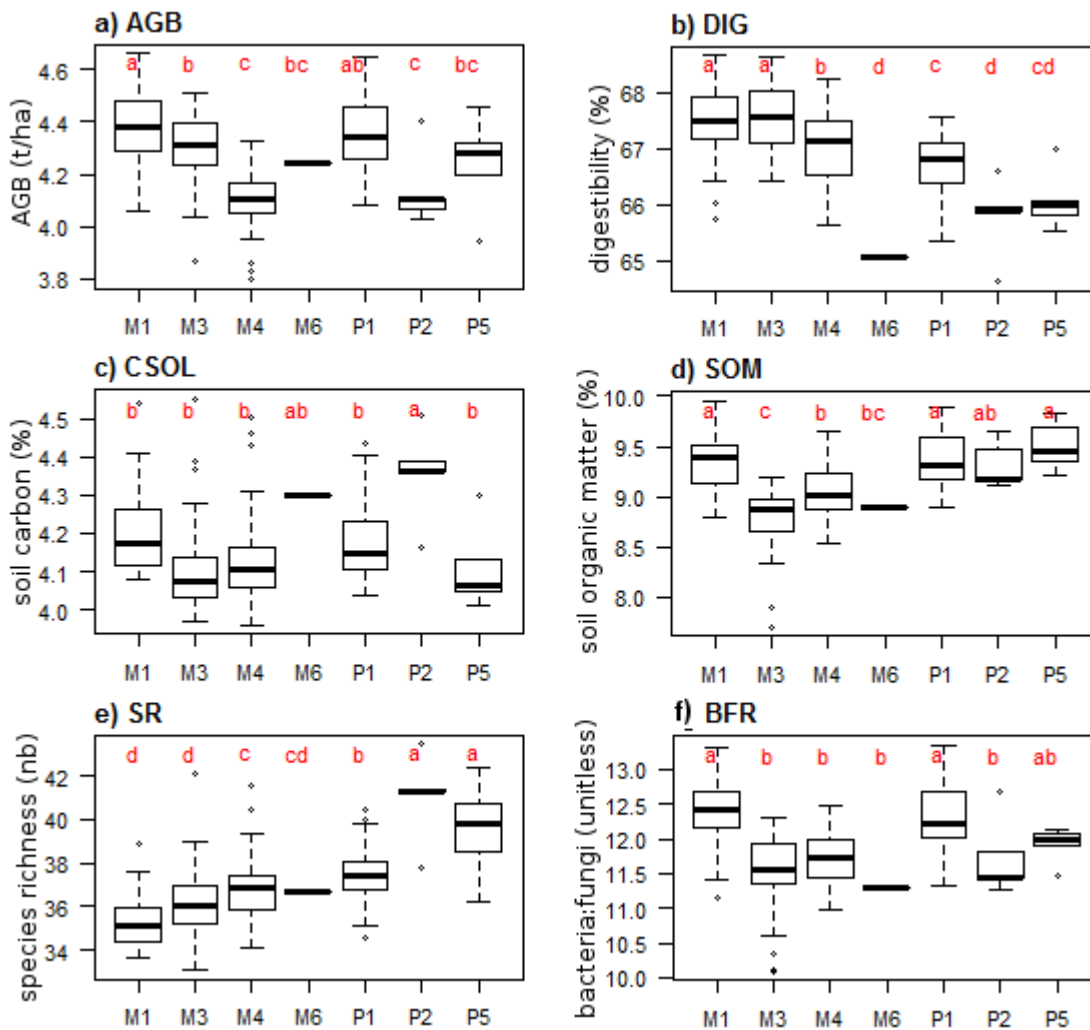 a) AGB
AGB (t/ha)
4.6
4.4
4.2
4.0
3.8
a b c bc ab c bc
M1 M3 M4 M6 P1 P2 P5
b) DIG
digestibility (%)
68
67
66
65
a a b d c d cd
M1 M3 M4 M6 P1 P2 P5
c) CSOL
soil carbon (%)
4.5
4.4
4.3
4.2
4.1
4.0
b b b ab b a b
M1 M3 M4 M6 P1 P2 P5
d) SOM
soil organic matter (%)
10.0
9.5
9.0
8.5
8.0
a c b bc a ab a
M1 M3 M4 M6 P1 P2 P5
e) SR
species richness (nb)
42
40
38
36
34
d d c cd b a a
M1 M3 M4 M6 P1 P2 P5
f) BFR
bacteria:fungi (unitless)
13.0
12.5
12.0
11.5
11.0
10.5
10.0
a b b b a b ab
M1 M3 M4 M6 P1 P2 P5